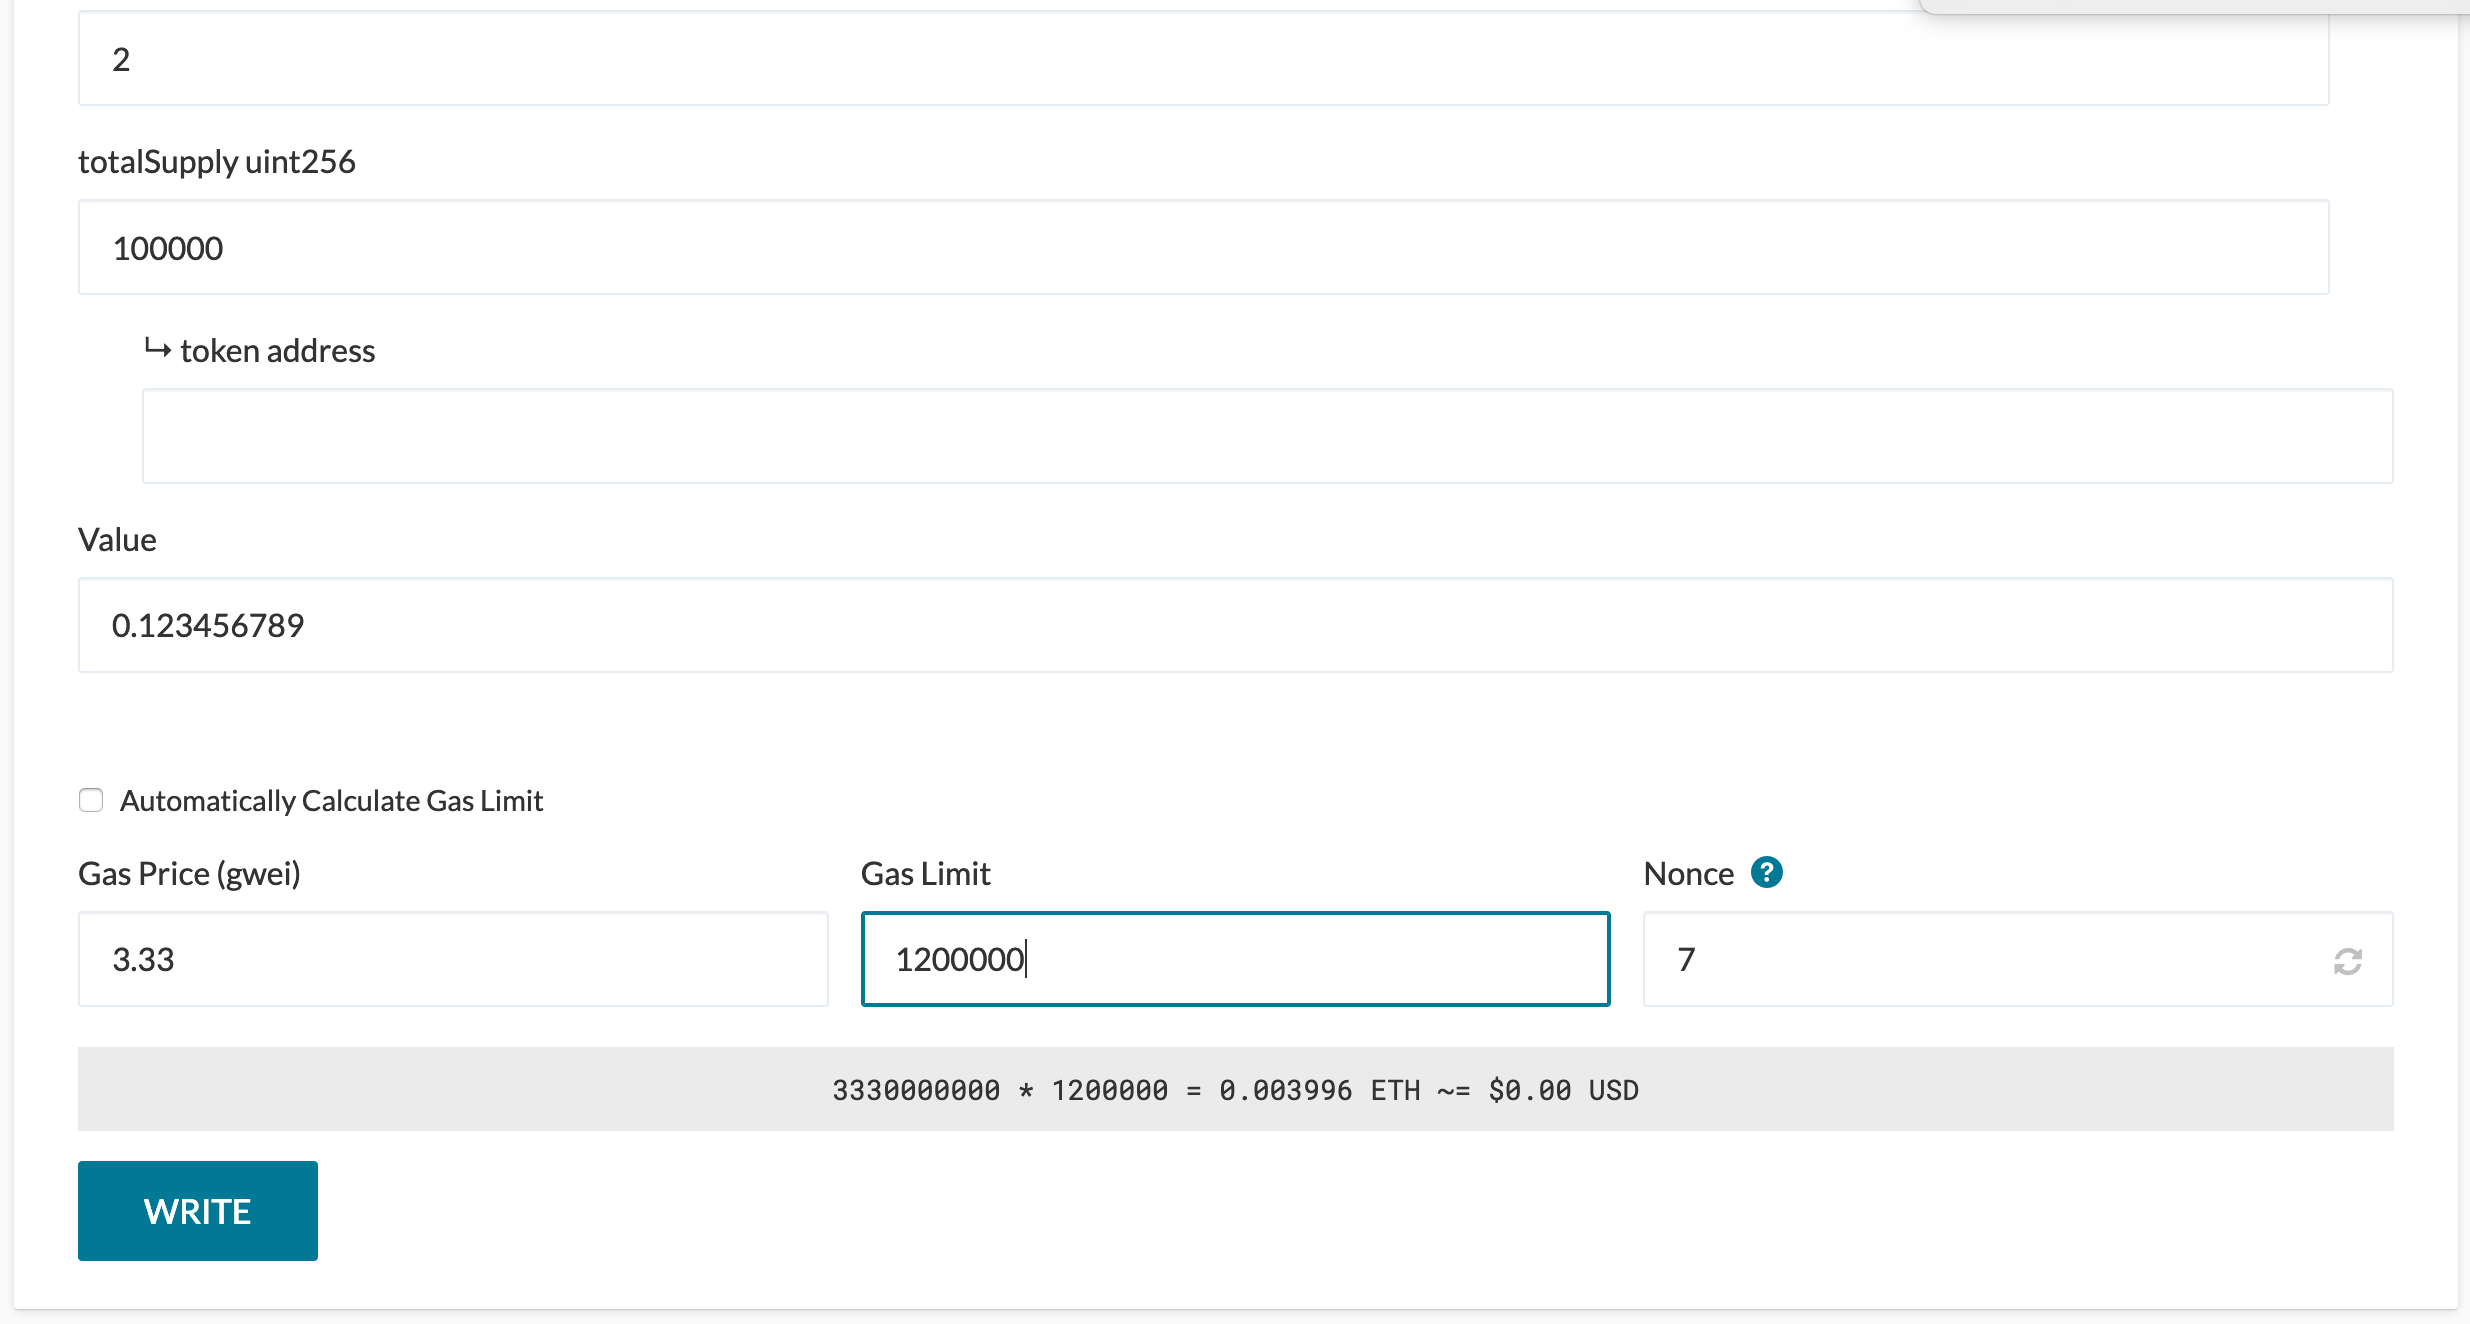 2
totalSupply uint256
100000
↳ token address
Value
0.123456789
Automatically Calculate Gas Limit
Gas Price (gwei) Gas Limit Nonce ?
3.33 1200000 7
3330000000 * 1200000 = 0.003996 ETH ~= $0.00 USD
WRITE